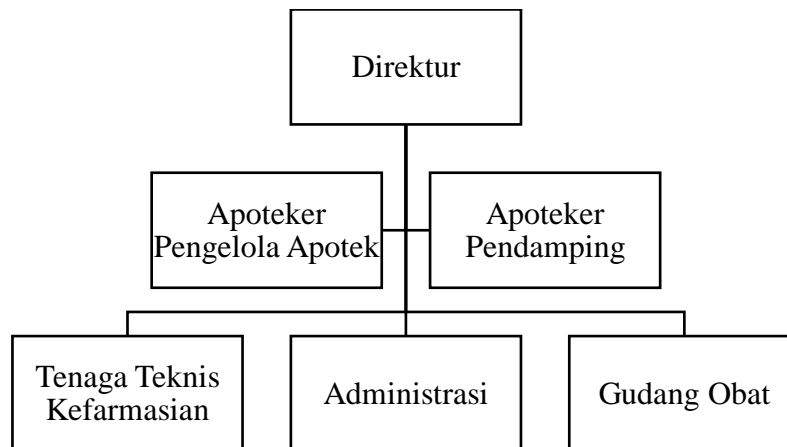 Direktur
Apoteker
Pengelola Apotek
Apoteker
Pendamping
Tenaga Teknis
Kefarmasian
Administrasi
Gudang Obat